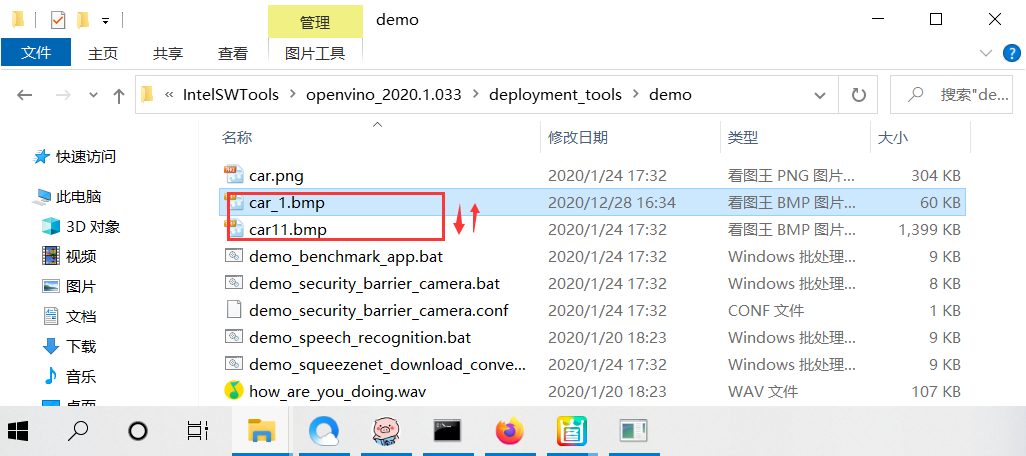 管理 demo
文件 主页 共享 查看 图片工具
« IntelSWTools › openvino_2020.1.033 › deployment_tools › demo 搜索"de...
名称 修改日期 类型 大小
快速访问
此电脑
3D 对象
视频
图片
文档
下载
音乐
桌面
car.png 2020/1/24 17:32 看图王 PNG 图片... 304 KB
car_1.bmp 2020/12/28 16:34 看图王 BMP 图片... 60 KB
car11.bmp 2020/1/24 17:32 看图王 BMP 图片... 1,399 KB
demo_benchmark_app.bat 2020/1/24 17:32 Windows 批处理... 9 KB
demo_security_barrier_camera.bat 2020/1/24 17:32 Windows 批处理... 8 KB
demo_security_barrier_camera.conf 2020/1/24 17:32 CONF 文件 1 KB
demo_speech_recognition.bat 2020/1/20 18:23 Windows 批处理... 9 KB
demo_squeezenet_download_conve... 2020/1/24 17:32 Windows 批处理... 9 KB
how_are_you_doing.wav 2020/1/20 18:23 WAV 文件 107 KB